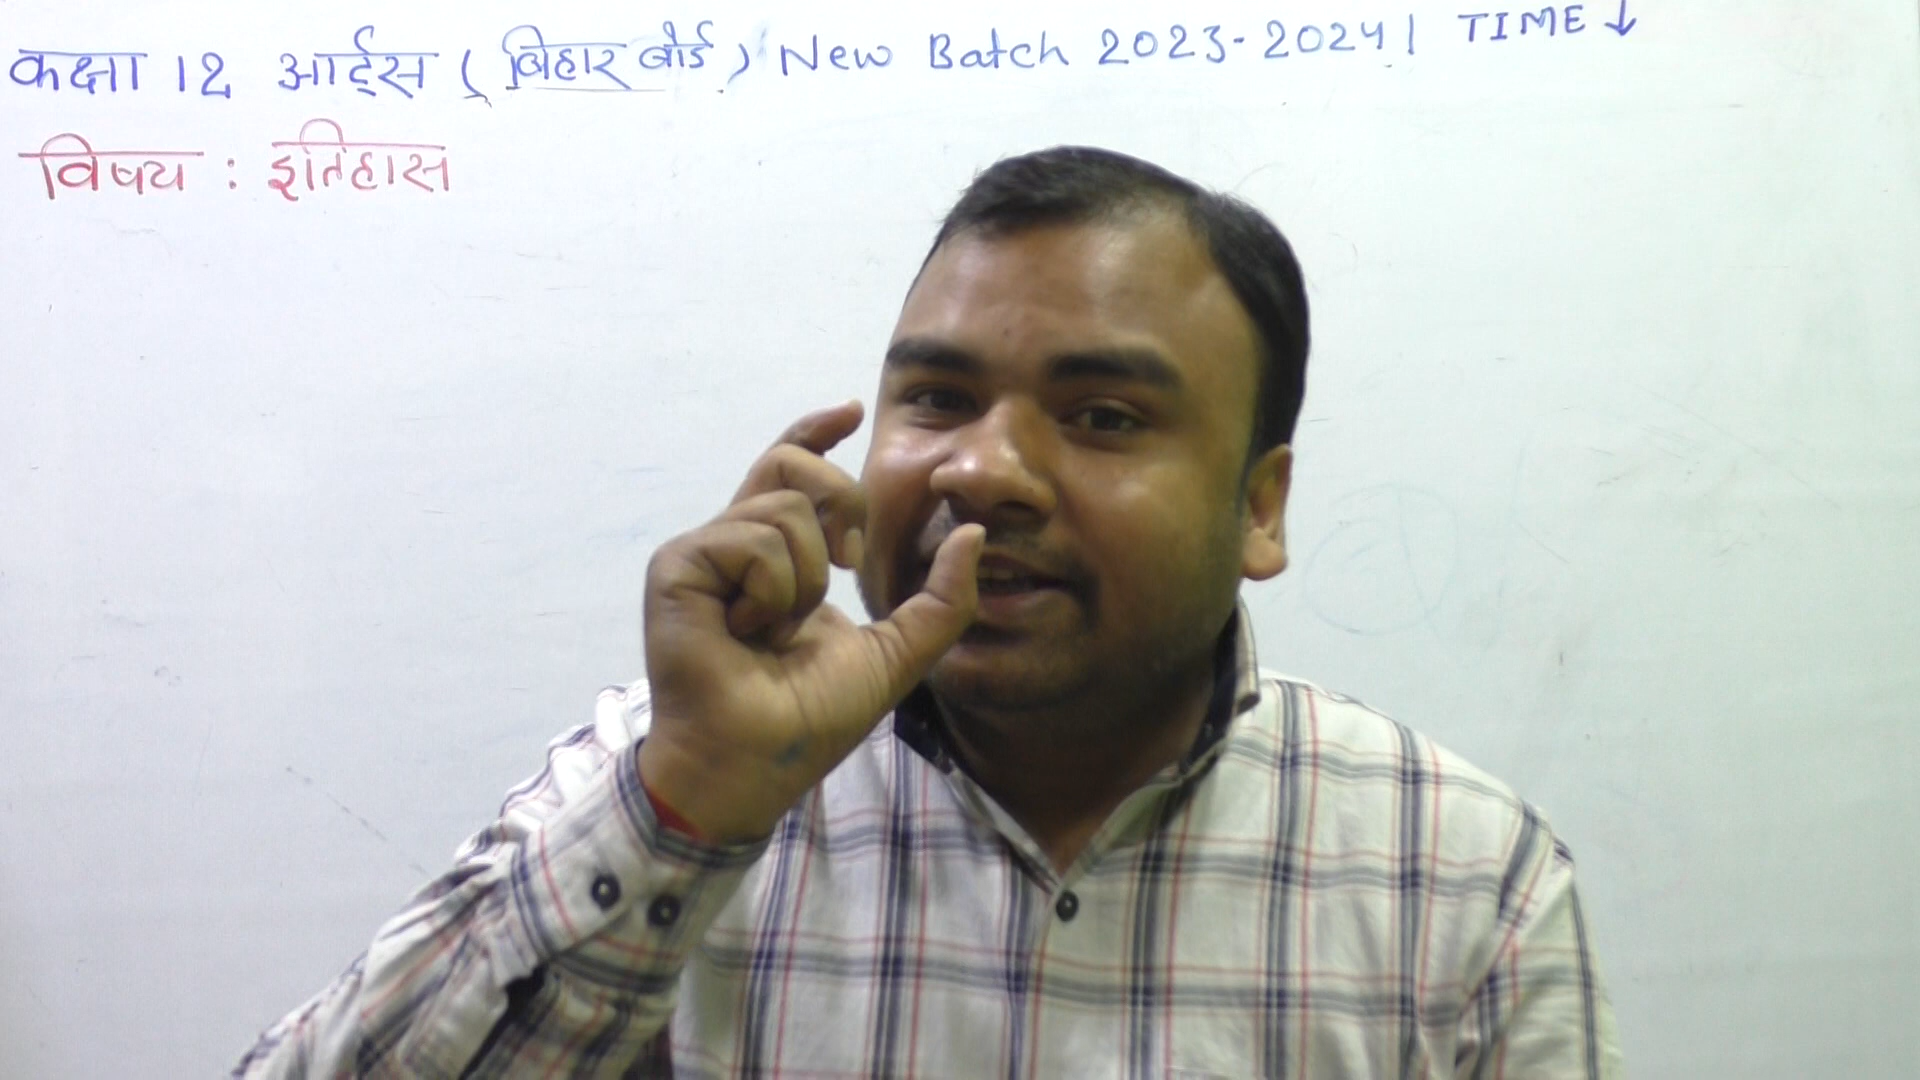 कक्षा 12 आर्ट्स ( बिहार बोर्ड ) New Batch 2023-2024 | TIME ↓
विषय : इतिहास